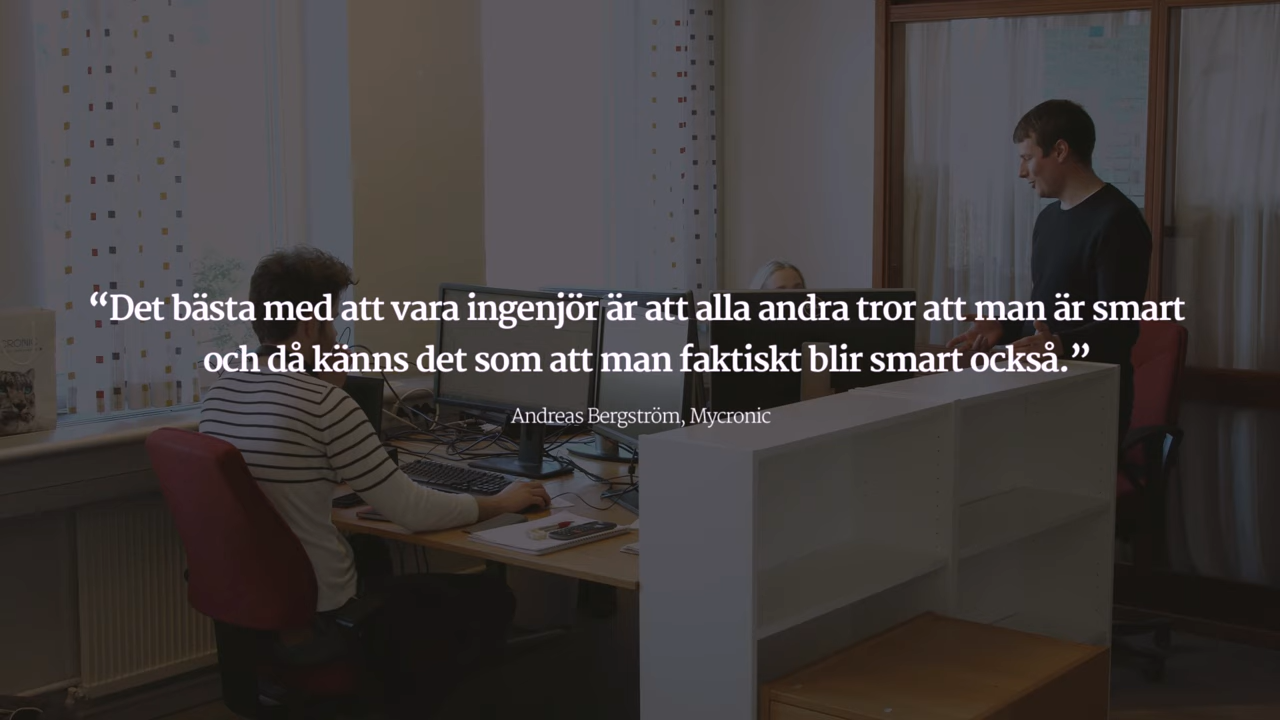 “Det bästa med att vara ingenjör är att alla andra tror att man är smart
och då känns det som att man faktiskt blir smart också.”
Andreas Bergström, Mycronic